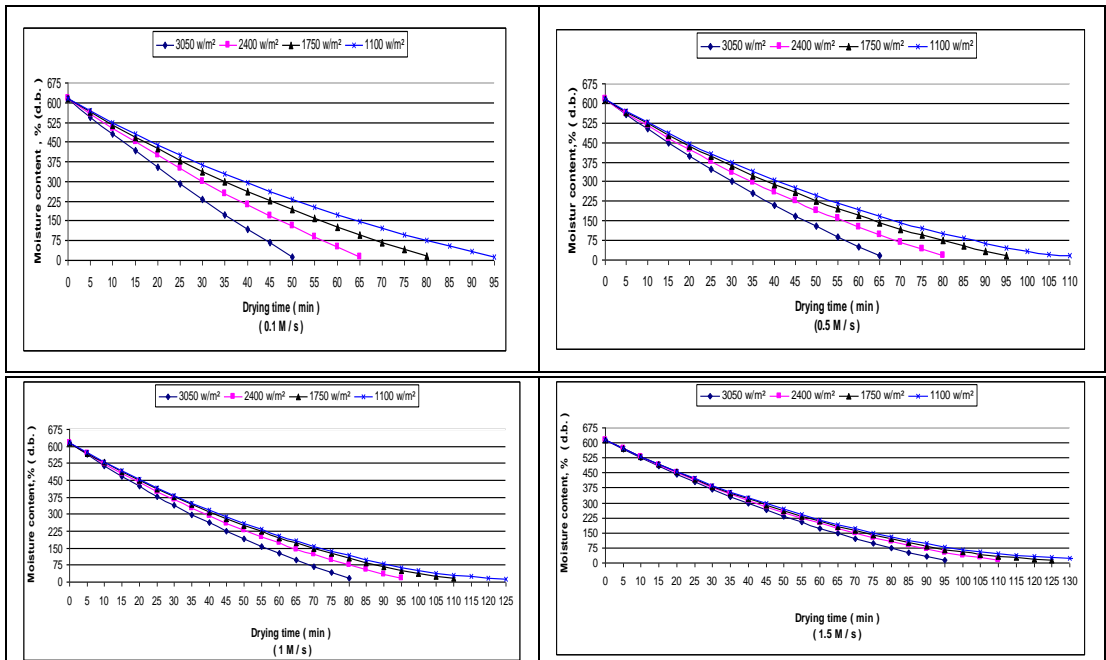 3050 w/m² 2400 w/m² 1750 w/m² 1100 w/m²
Moisture content , % (d.b. )
675
600
525
450
375
300
225
150
75
0
0 5 10 15 20 25 30 35 40 45 50 55 60 65 70 75 80 85 90 95
Drying time ( min )
( 0.1 M / s )
3050 w/m² 2400 w/m² 1750 w/m² 1100 w/m²
Moistur content,% (d.b.)
675
600
525
450
375
300
225
150
75
0
0 5 10 15 20 25 30 35 40 45 50 55 60 65 70 75 80 85 90 95 100 105 110
Drying time ( min )
(0.5 M / s)
3050 w/m² 2400 w/m² 1750 w/m² 1100 w/m²
Moisture content,% ( d.b.)
675
600
525
450
375
300
225
150
75
0
0 5 10 15 20 25 30 35 40 45 50 55 60 65 70 75 80 85 90 95 100 105 110 115 120 125
Drying time ( min )
( 1 M / s )
3050 w/m² 2400 w/m² 1750 w/m² 1100 w/m²
Moisture content, % (d.b.)
675
600
525
450
375
300
225
150
75
0
0 5 10 15 20 25 30 35 40 45 50 55 60 65 70 75 80 85 90 95 100 105 110 115 120 125 130
Drying time ( min )
( 1.5 M / s )